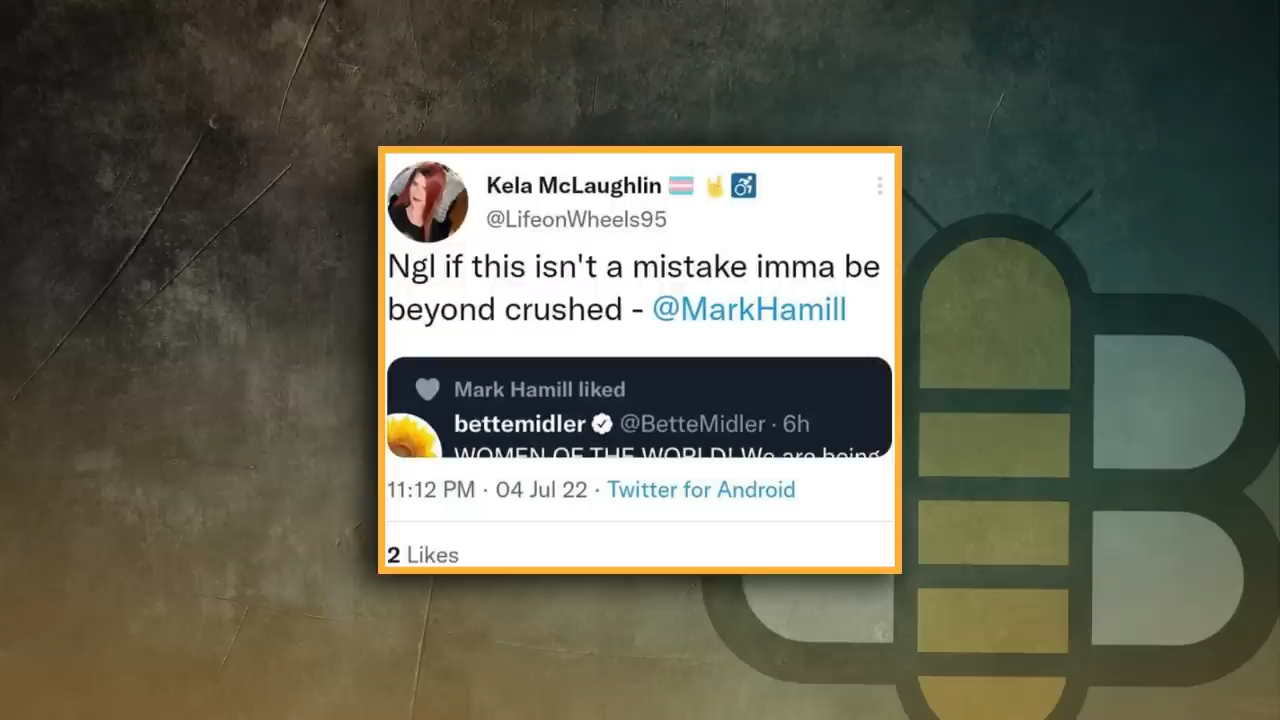 Kela McLaughlin
@LifeonWheels95
Ngl if this isn't a mistake imma be
beyond crushed - @MarkHamill
Mark Hamill liked
bettemidler @BetteMidler · 6h
WOMEN OF THE WORLD! We are being
11:12 PM · 04 Jul 22 · Twitter for Android
2 Likes